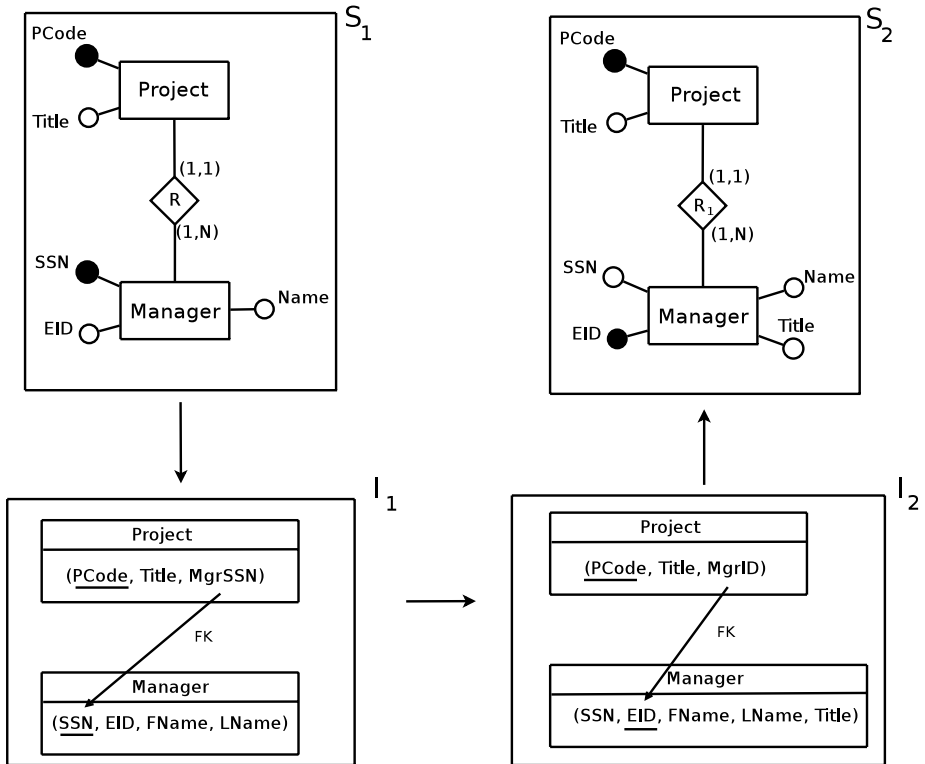 S1
PCode
Project
Title
(1,1)
R
(1,N)
SSN
Manager
Name
EID
S2
PCode
Project
Title
(1,1)
R1
(1,N)
SSN
Name
Manager
EID
Title
I1
Project
(PCode, Title, MgrSSN)
FK
Manager
(SSN, EID, FName, LName)
I2
Project
(PCode, Title, MgrID)
FK
Manager
(SSN, EID, FName, LName, Title)